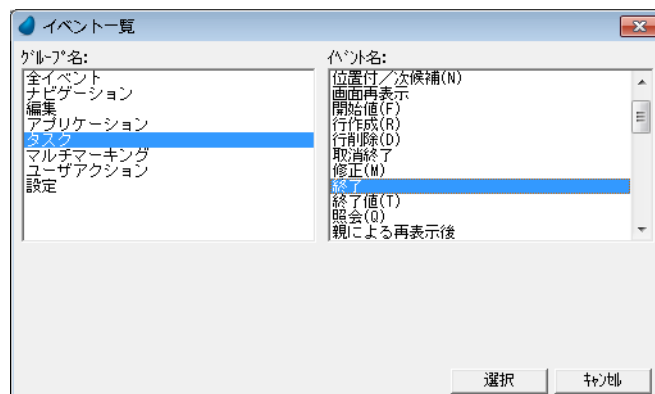 イベント一覧
ｸﾞﾙｰﾌﾟ名:
全イベント
ナビゲーション
編集
アプリケーション
タスク
マルチマーキング
ユーザアクション
設定
ｲﾍﾞﾝﾄ名:
位置付／次候補(N)
画面再表示
開始値(F)
行作成(R)
行削除(D)
取消終了
修正(M)
終了
終了値(T)
照会(Q)
親による再表示後
選択
ｷｬﾝｾﾙ